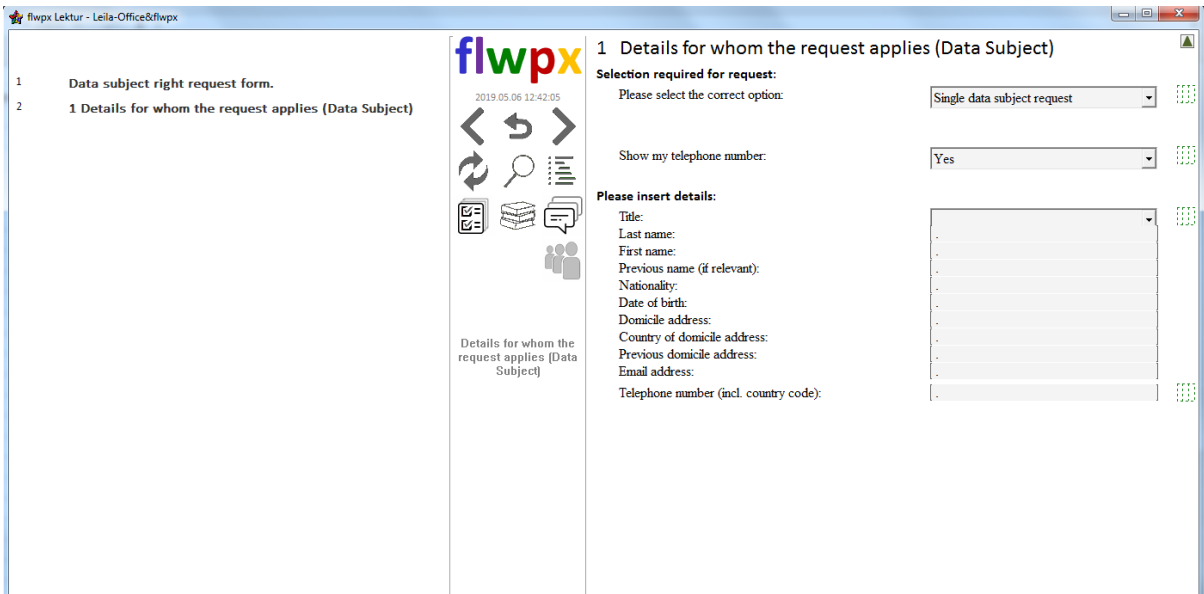 flwpx Lektur - Leila-Office&flwpx
1 Data subject right request form.
2 1 Details for whom the request applies (Data Subject)
flwpx
2019.05.06 12:42:05
Details for whom the
request applies (Data
Subject)
1 Details for whom the request applies (Data Subject)
Selection required for request:
Please select the correct option: Single data subject request
Show my telephone number: Yes
Please insert details:
Title:
Last name: .
First name: .
Previous name (if relevant): .
Nationality: .
Date of birth: .
Domicile address: .
Country of domicile address: .
Previous domicile address: .
Email address: .
Telephone number (incl. country code): .